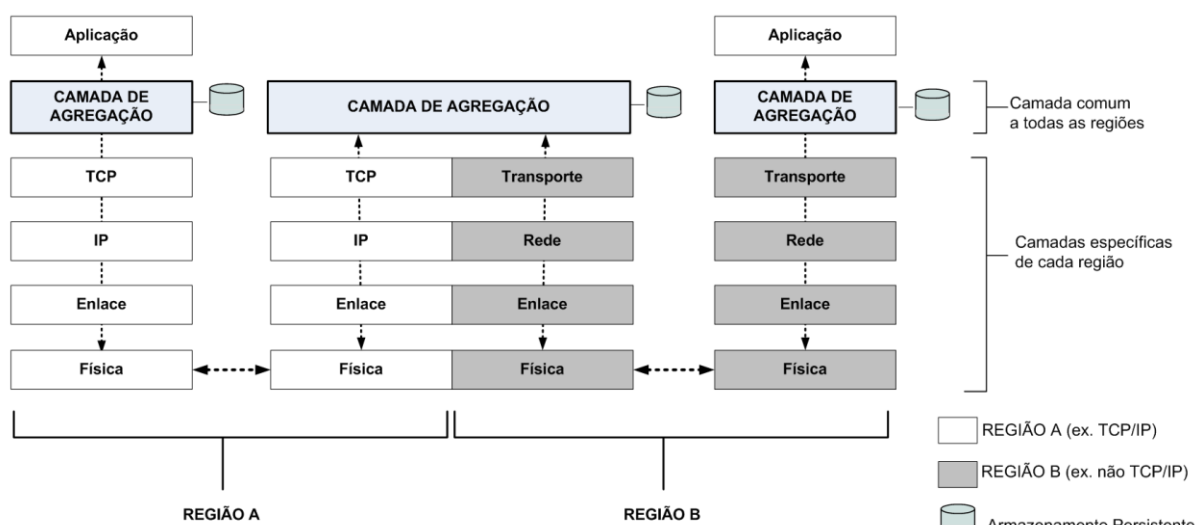 Aplicação
Aplicação
CAMADA DE
AGREGAÇÃO
CAMADA DE AGREGAÇÃO
CAMADA DE
AGREGAÇÃO
Camada comum
a todas as regiões
TCP
TCP
Transporte
Transporte
IP
IP
Rede
Rede
Camadas específicas
de cada região
Enlace
Enlace
Enlace
Enlace
Física
Física
Física
Física
REGIÃO A (ex. TCP/IP)
REGIÃO B (ex. não TCP/IP)
REGIÃO A
REGIÃO B
Armazenamento Persistente